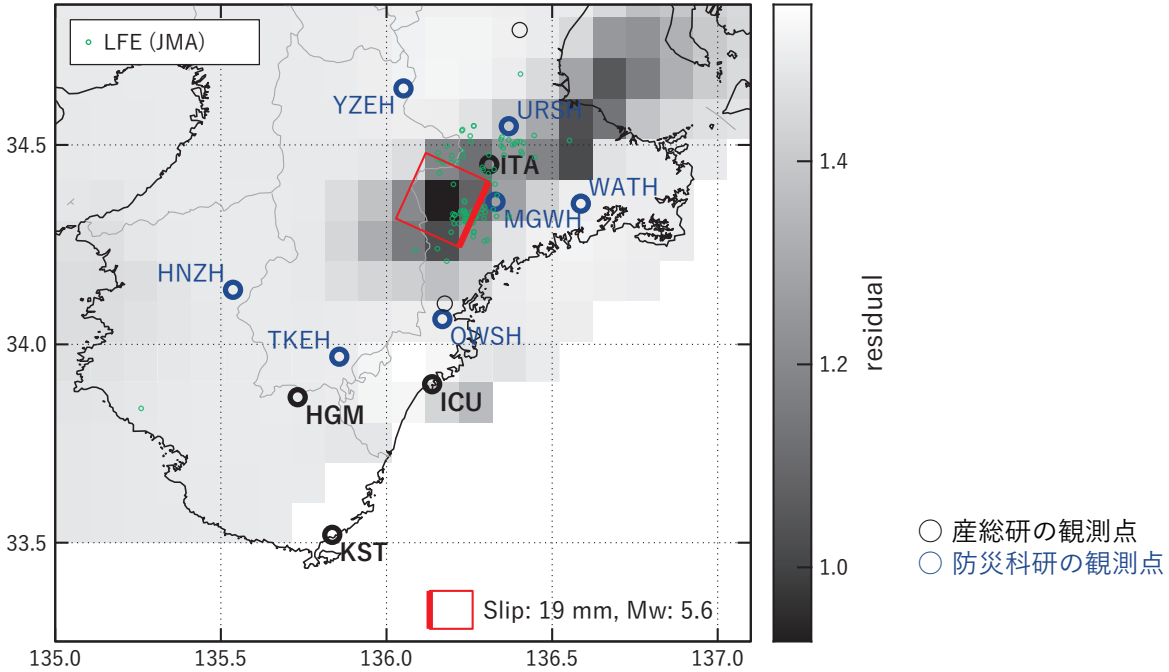 LFE (JMA)
YZEH
URSH
34.5
ITA
WATH
MGWH
HNZH
OWSH
TKEH
34.0
ICU
HGM
33.5
KST
Slip: 19 mm, Mw: 5.6
135.0
135.5
136.0
136.5
137.0
1.4
1.2
1.0
residual
産総研の観測点
防災科研の観測点